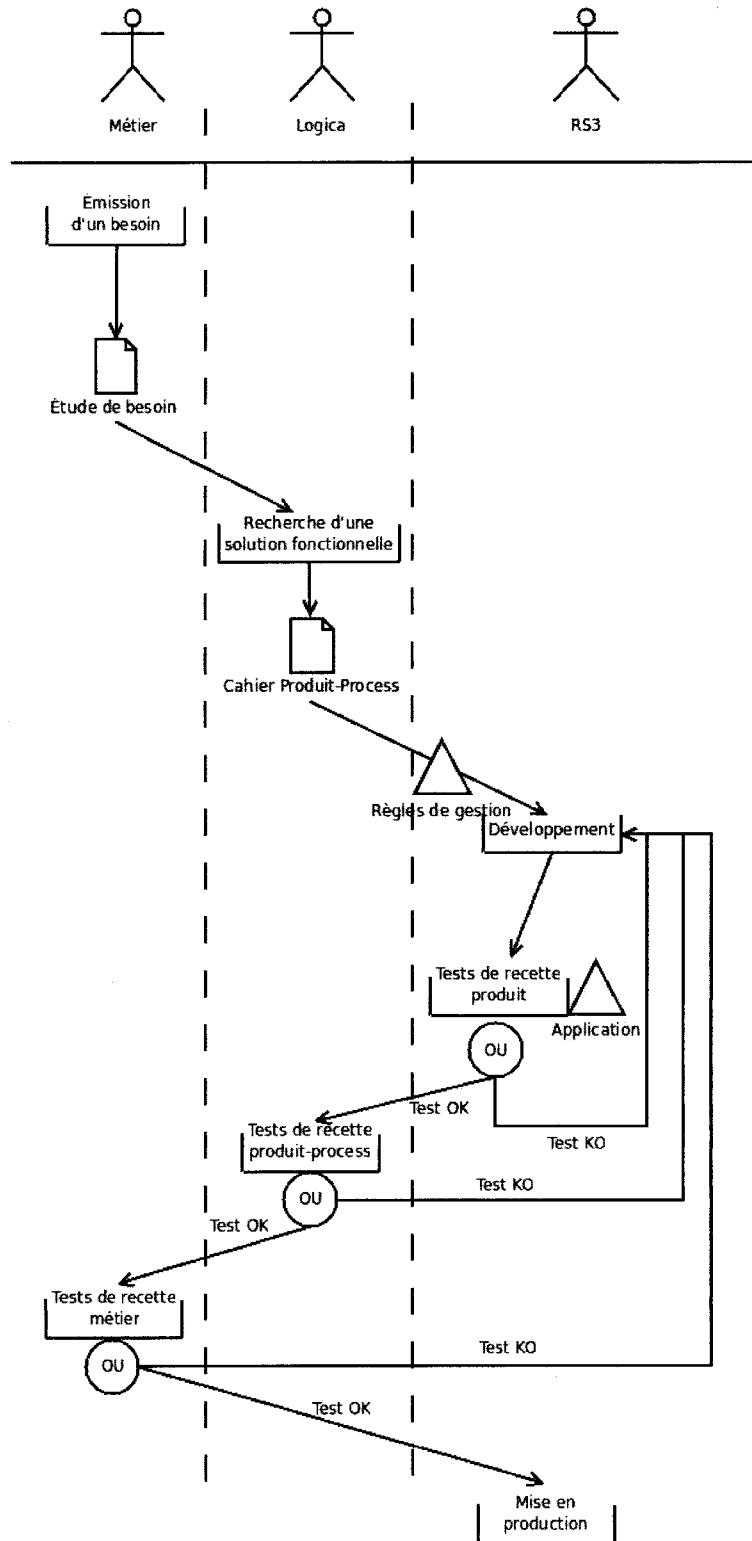 Métier
Logica
RS3
Émission
d'un besoin
Étude de besoin
Recherche d'une
solution fonctionnelle
Cahier Produit-Process
Règles de gestion
Développement
Tests de recette
produit
Application
OU
Test OK
Test KO
Tests de recette
produit-process
OU
Test KO
Test OK
Tests de recette
métier
OU
Test KO
Test OK
Mise en
production